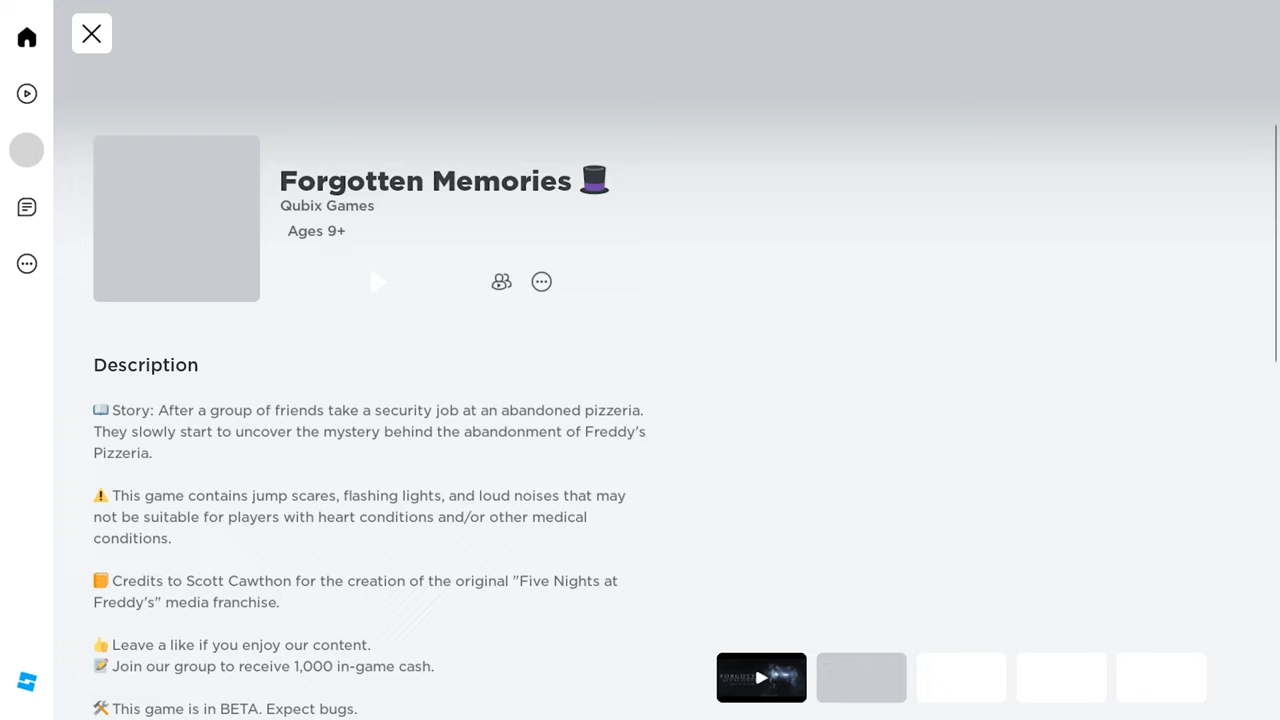 Forgotten Memories 🎩
Qubix Games
Ages 9+
Description
📖 Story: After a group of friends take a security job at an abandoned pizzeria.
They slowly start to uncover the mystery behind the abandonment of Freddy's
Pizzeria.
⚠️ This game contains jump scares, flashing lights, and loud noises that may
not be suitable for players with heart conditions and/or other medical
conditions.
📙 Credits to Scott Cawthon for the creation of the original "Five Nights at
Freddy's" media franchise.
👍 Leave a like if you enjoy our content.
📝 Join our group to receive 1,000 in-game cash.
🛠️ This game is in BETA. Expect bugs.